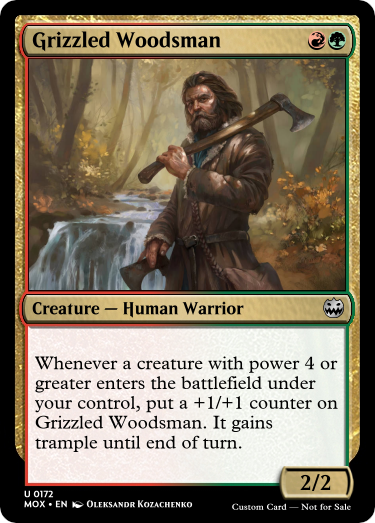 Grizzled Woodsman
Creature — Human Warrior
Whenever a creature with power 4 or
greater enters the battlefield under
your control, put a +1/+1 counter on
Grizzled Woodsman. It gains
trample until end of turn.
2/2
U 0172
MOX • EN Oleksandr Kozachenko
Custom Card — Not for Sale